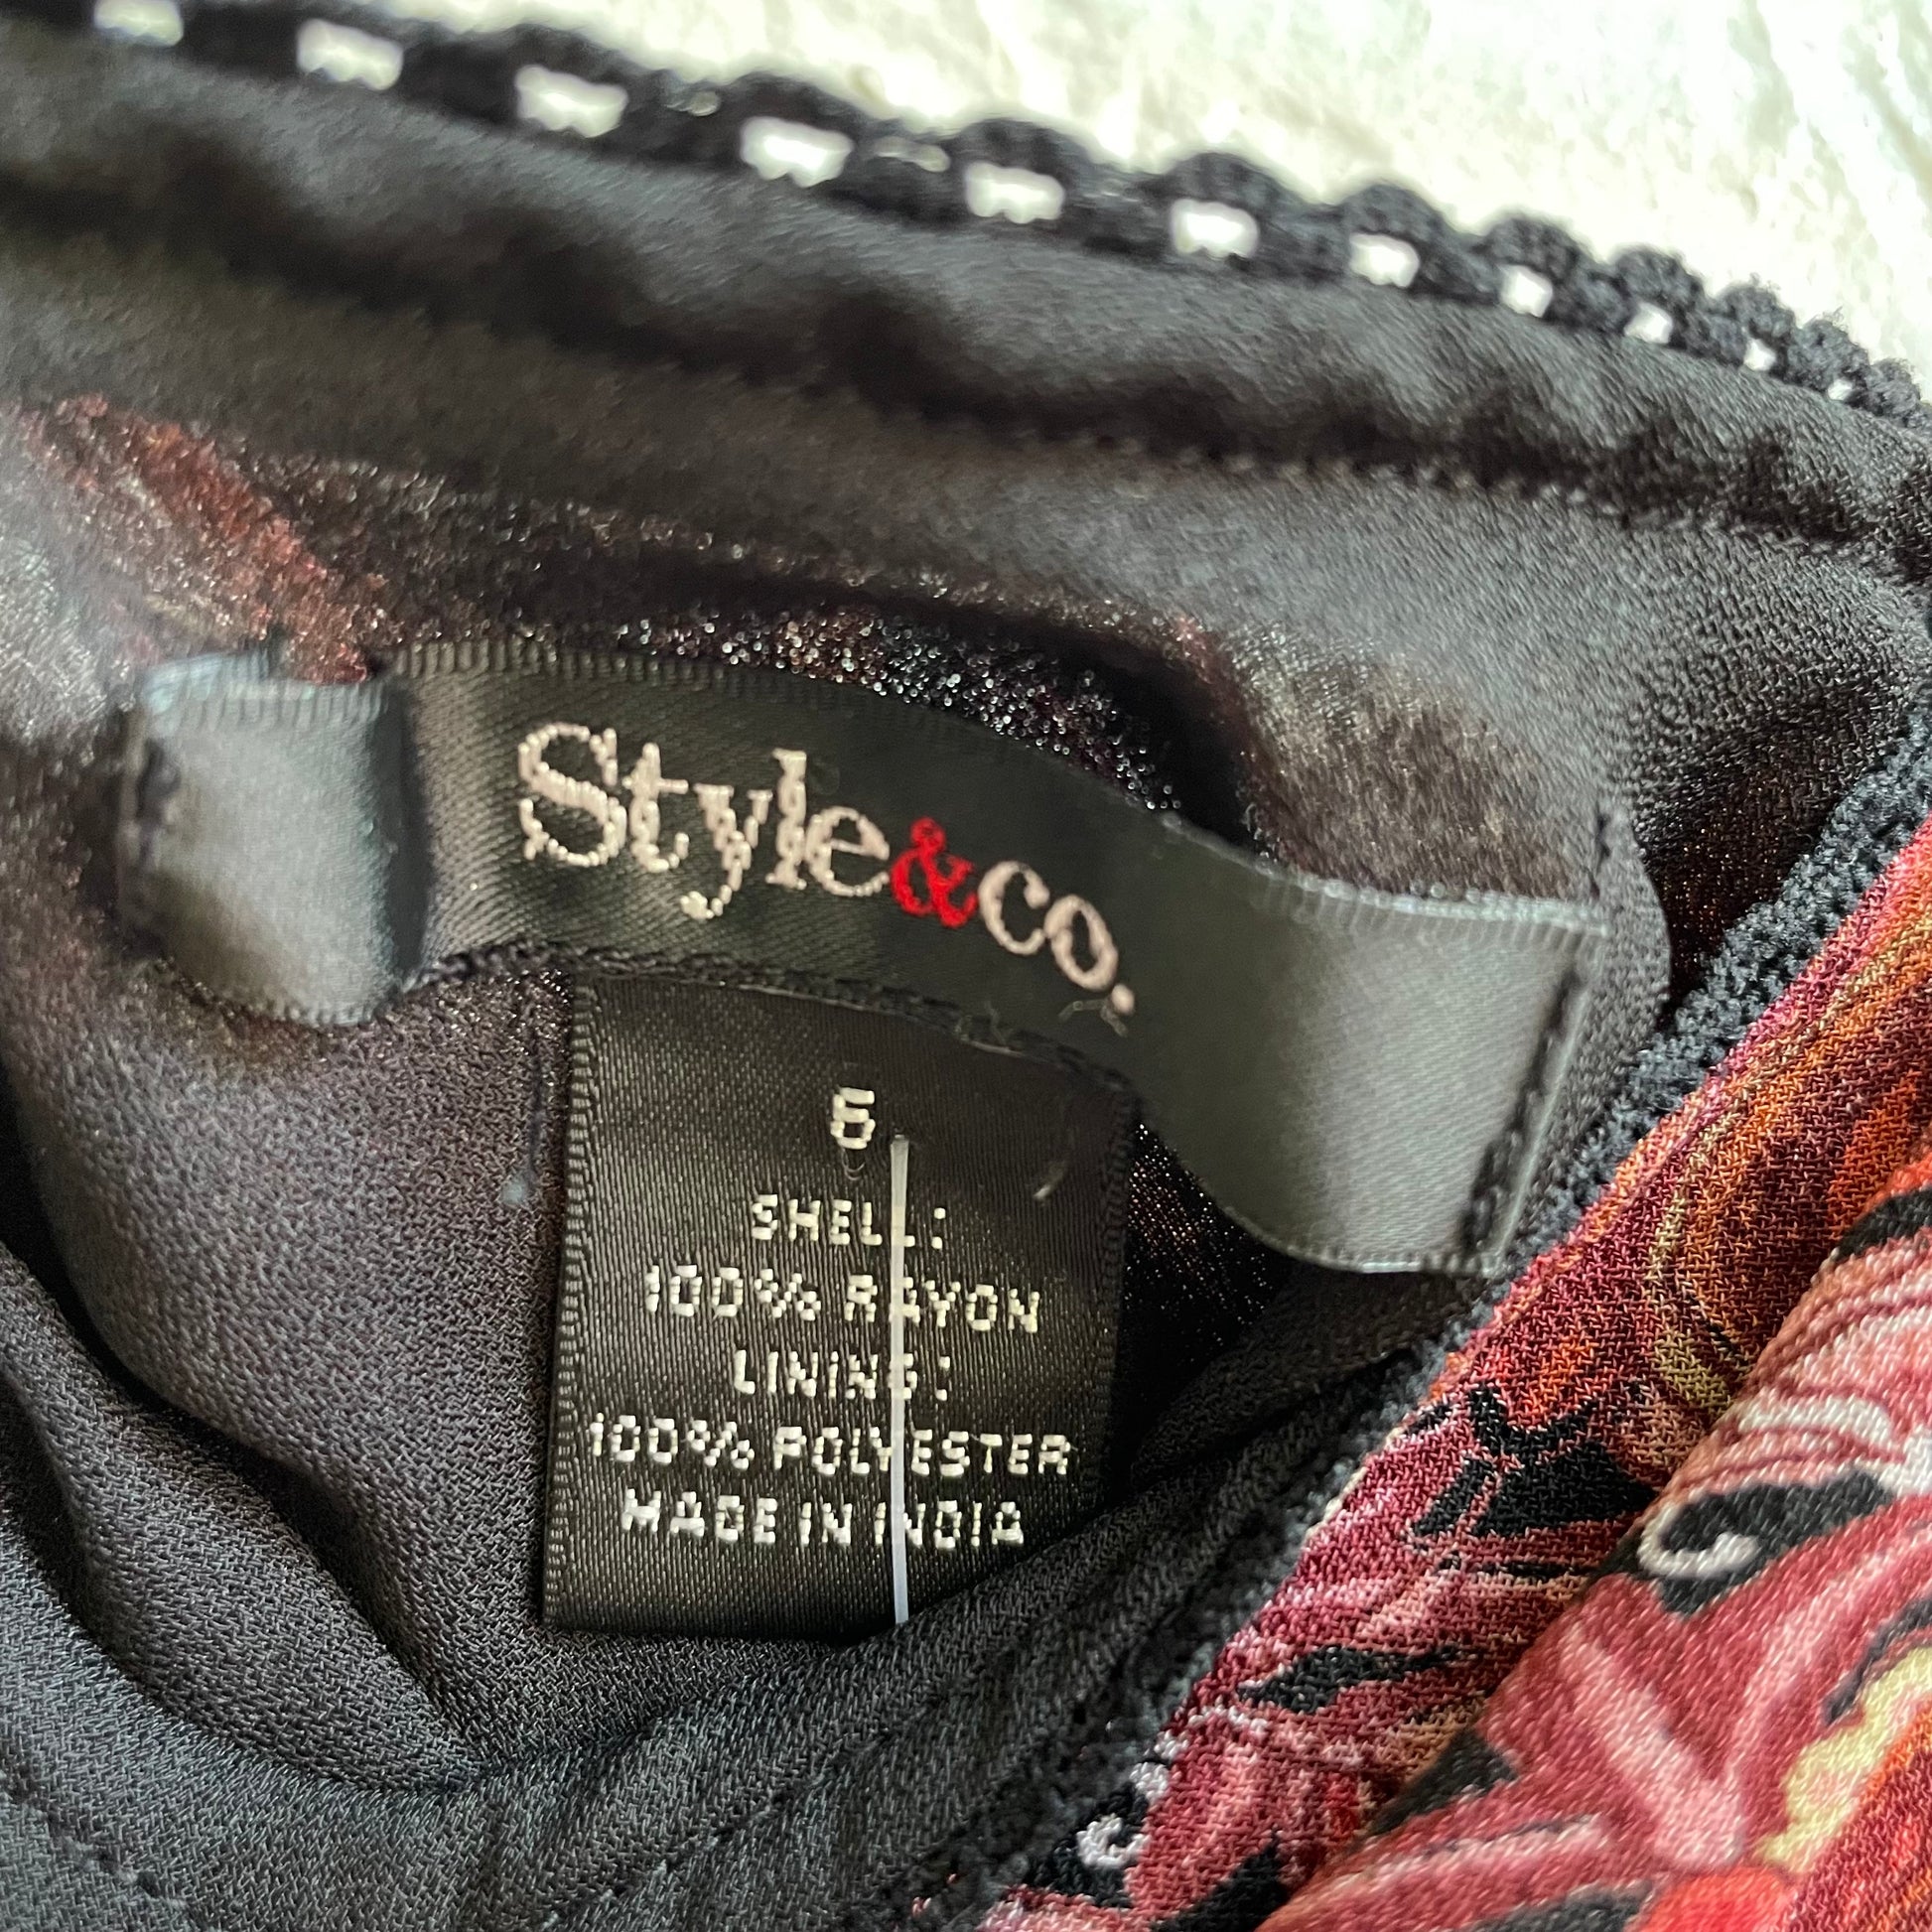 Style&co.
6
SHELL:
100% RAYON
LINING:
100% POLYESTER
MADE IN INDIA